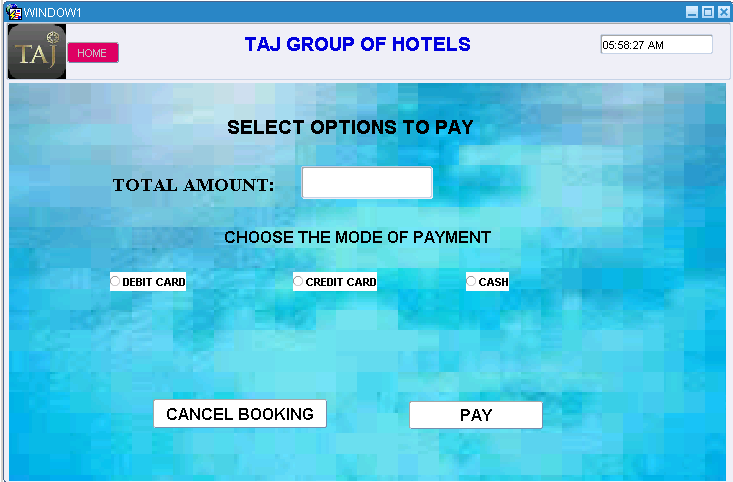 WINDOW1
TAJ
HOME
TAJ GROUP OF HOTELS
05:58:27 AM
SELECT OPTIONS TO PAY
TOTAL AMOUNT:
CHOOSE THE MODE OF PAYMENT
DEBIT CARD CREDIT CARD CASH
CANCEL BOOKING PAY